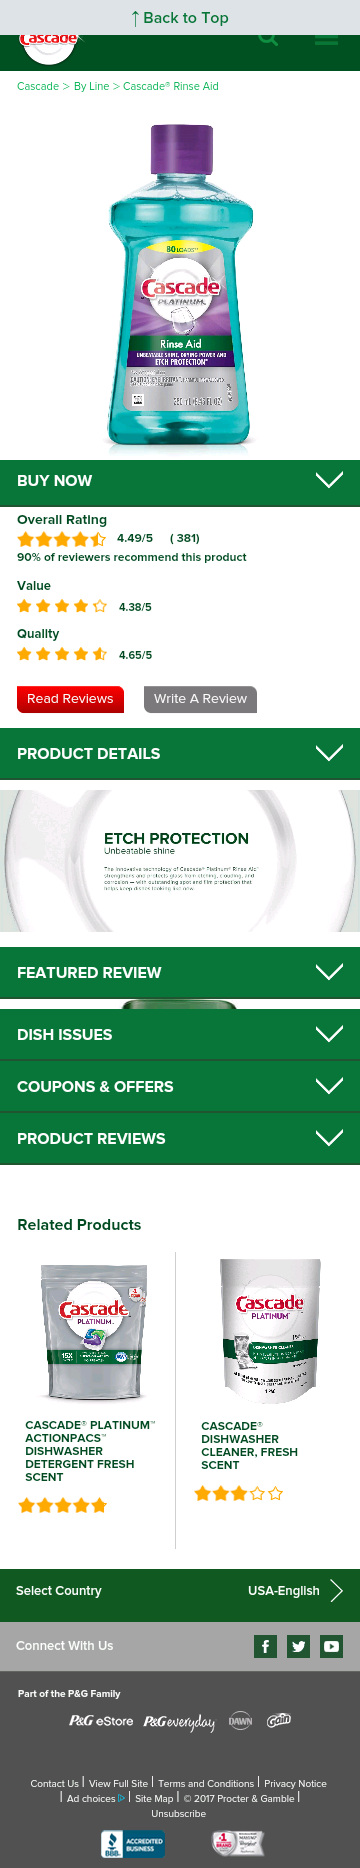 ↑ Back to Top
Cascade
Cascade > By Line > Cascade® Rinse Aid
80 LOADS**
Cascade
PLATINUM™
Rinse Aid
UNBEATABLE SHINE, DRYING POWER AND
ETCH PROTECTION*
BUY NOW
Overall Rating
4.49/5 ( 381)
90% of reviewers recommend this product
Value
4.38/5
Quality
4.65/5
Read Reviews Write A Review
PRODUCT DETAILS
ETCH PROTECTION
Unbeatable shine
The innovative technology of Cascade® Platinum® Rinse Aid*
strengthens and protects glass from etching, clouding, and
corrosion — with outstanding spot and film protection that
helps keep dishes looking like new.
FEATURED REVIEW
DISH ISSUES
COUPONS & OFFERS
PRODUCT REVIEWS
Related Products
Cascade
PLATINUM
15X
Cascade
PLATINUM
DISHWASHER CLEANER
CASCADE® PLATINUM™
ACTIONPACS™
DISHWASHER
DETERGENT FRESH
SCENT
CASCADE®
DISHWASHER
CLEANER, FRESH
SCENT
Select Country USA-English
Connect With Us
Part of the P&G Family
P&G eStore P&G everyday DAWN Gain
Contact Us | View Full Site | Terms and Conditions | Privacy Notice
| Ad choices | Site Map | © 2017 Procter & Gamble |
Unsubscribe
BBB ACCREDITED
BUSINESS